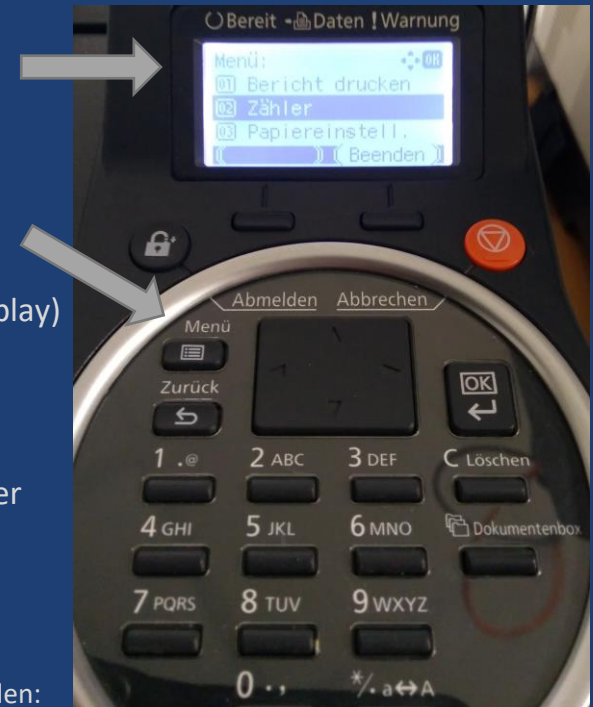 Bereit Daten ! Warnung
Menü: OK
01 Bericht drucken
02 Zähler
03 Papiereinstell.
Beenden
Abmelden Abbrechen
play)
Menü
OK
Zurück
1 .@ 2 ABC 3 DEF C Löschen
er
4 GHI 5 JKL 6 MNO Dokumentenbox
7 PQRS 8 TUV 9 WXYZ
den:
0 ., */. a↔A